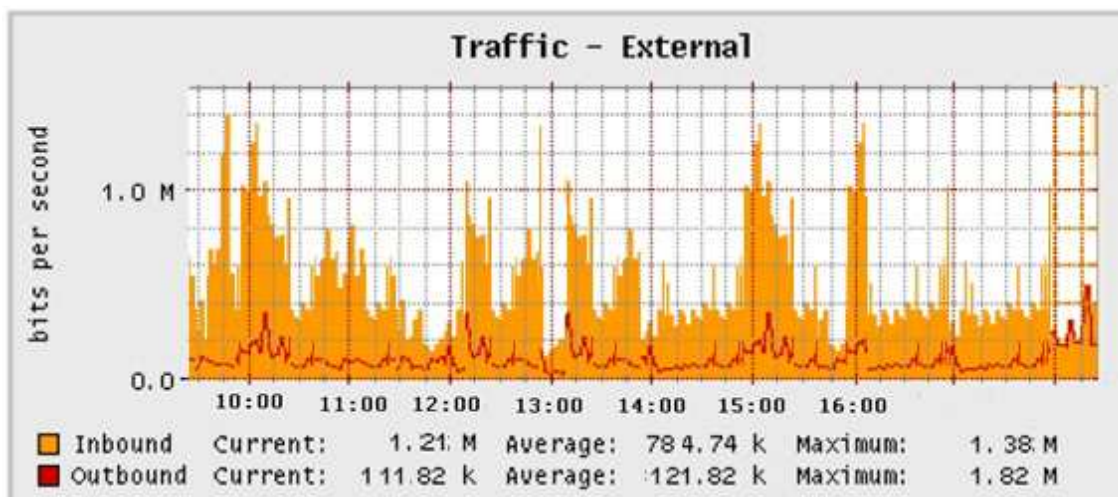 Traffic - External
bits per second
1.0 M
0.0
10:00 11:00 12:00 13:00 14:00 15:00 16:00
Inbound Current: 1.21 M Average: 784.74 k Maximum: 1.38 M
Outbound Current: 111.82 k Average: 121.82 k Maximum: 1.82 M